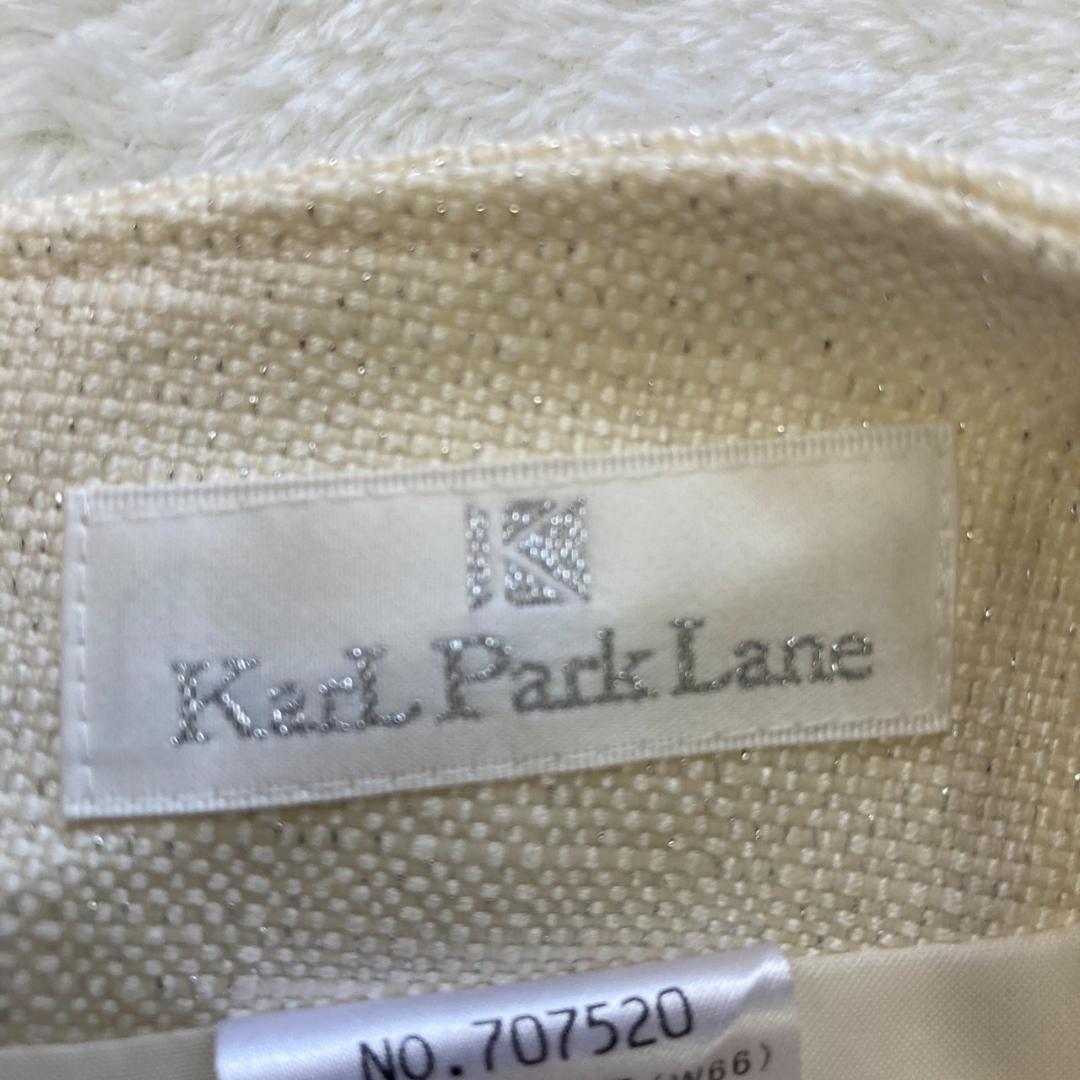 K
KarL Park Lane
NO.707520
(W66)